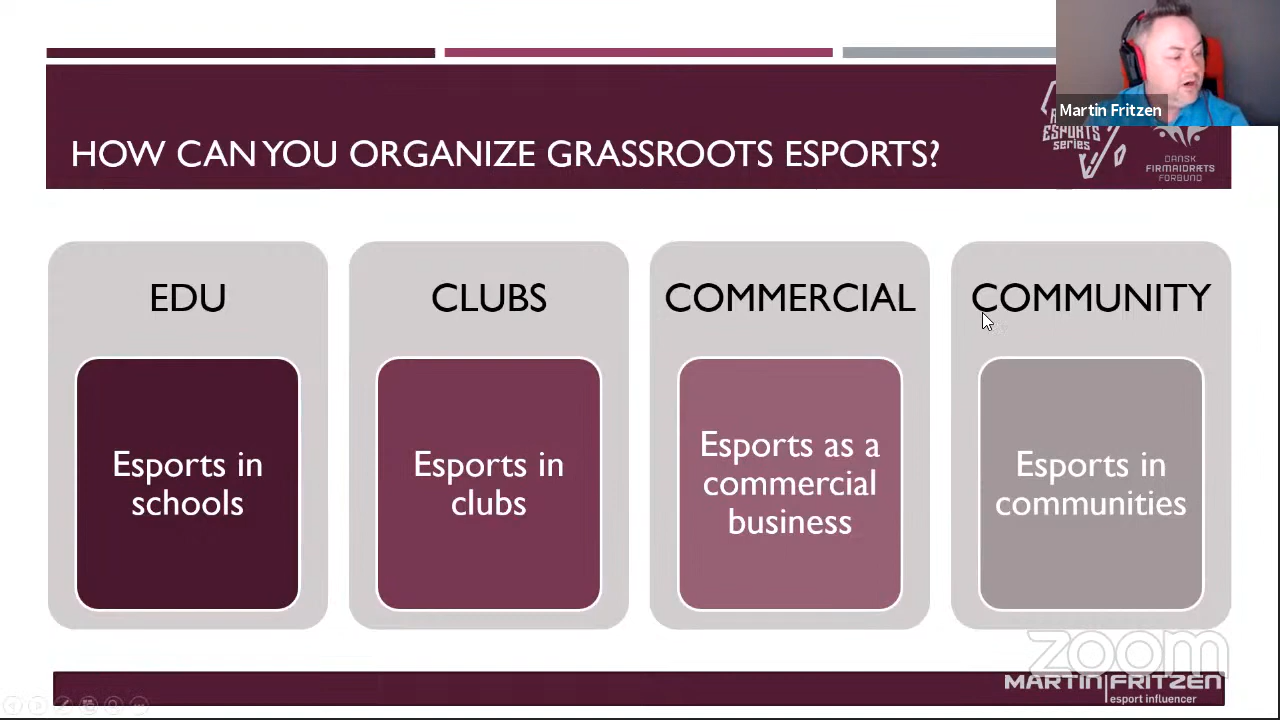 Martin Fritzen
HOW CAN YOU ORGANIZE GRASSROOTS ESPORTS?
ESPORTS
series
DANSK
FIRMAIDRÆTS
FORBUND
EDU
CLUBS
COMMERCIAL
COMMUNITY
Esports in
schools
Esports in
clubs
Esports as a
commercial
business
Esports in
communities
zoom
MARTIN FRITZEN
esport influencer